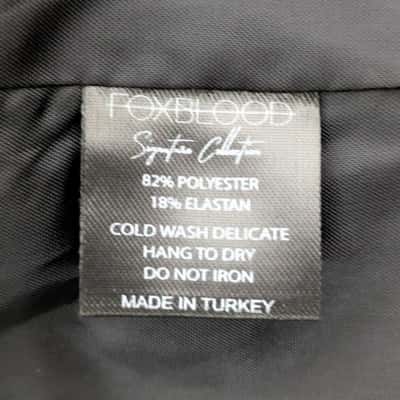 FOXBLOOD
Signature Collection
82% POLYESTER
18% ELASTAN
COLD WASH DELICATE
HANG TO DRY
DO NOT IRON
MADE IN TURKEY